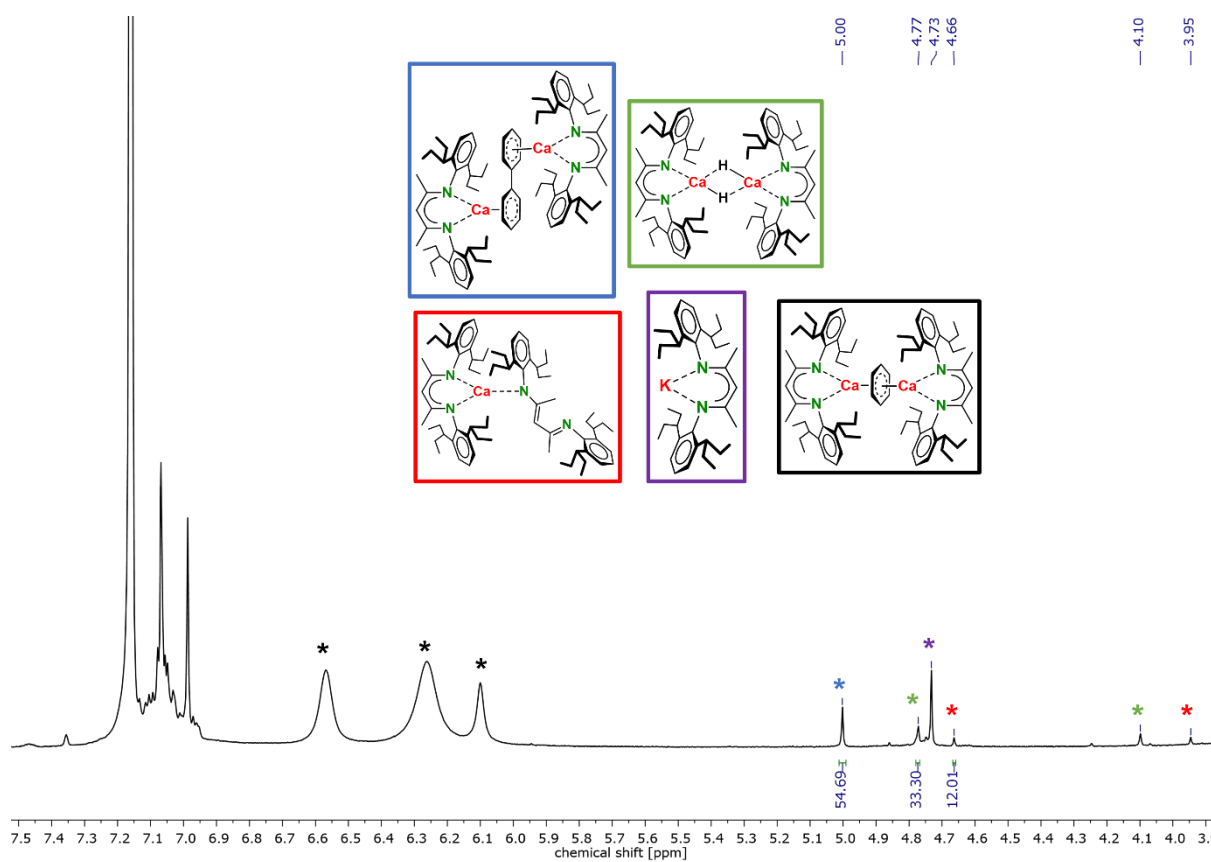 5.00
4.77
4.73
4.66
4.10
3.95
N
Ca
N
N
Ca
N
N
Ca
N
H
H
N
Ca
N
N
Ca
N
N
N
K
N
N
N
Ca
N
Ca
N
N
*
*
*
*
*
*
*
*
*
54.69
33.30
12.01
7.5 7.4 7.3 7.2 7.1 7.0 6.9 6.8 6.7 6.6 6.5 6.4 6.3 6.2 6.1 6.0 5.9 5.8 5.7 5.6 5.5 5.4 5.3 5.2 5.1 5.0 4.9 4.8 4.7 4.6 4.5 4.4 4.3 4.2 4.1 4.0 3.9
chemical shift [ppm]